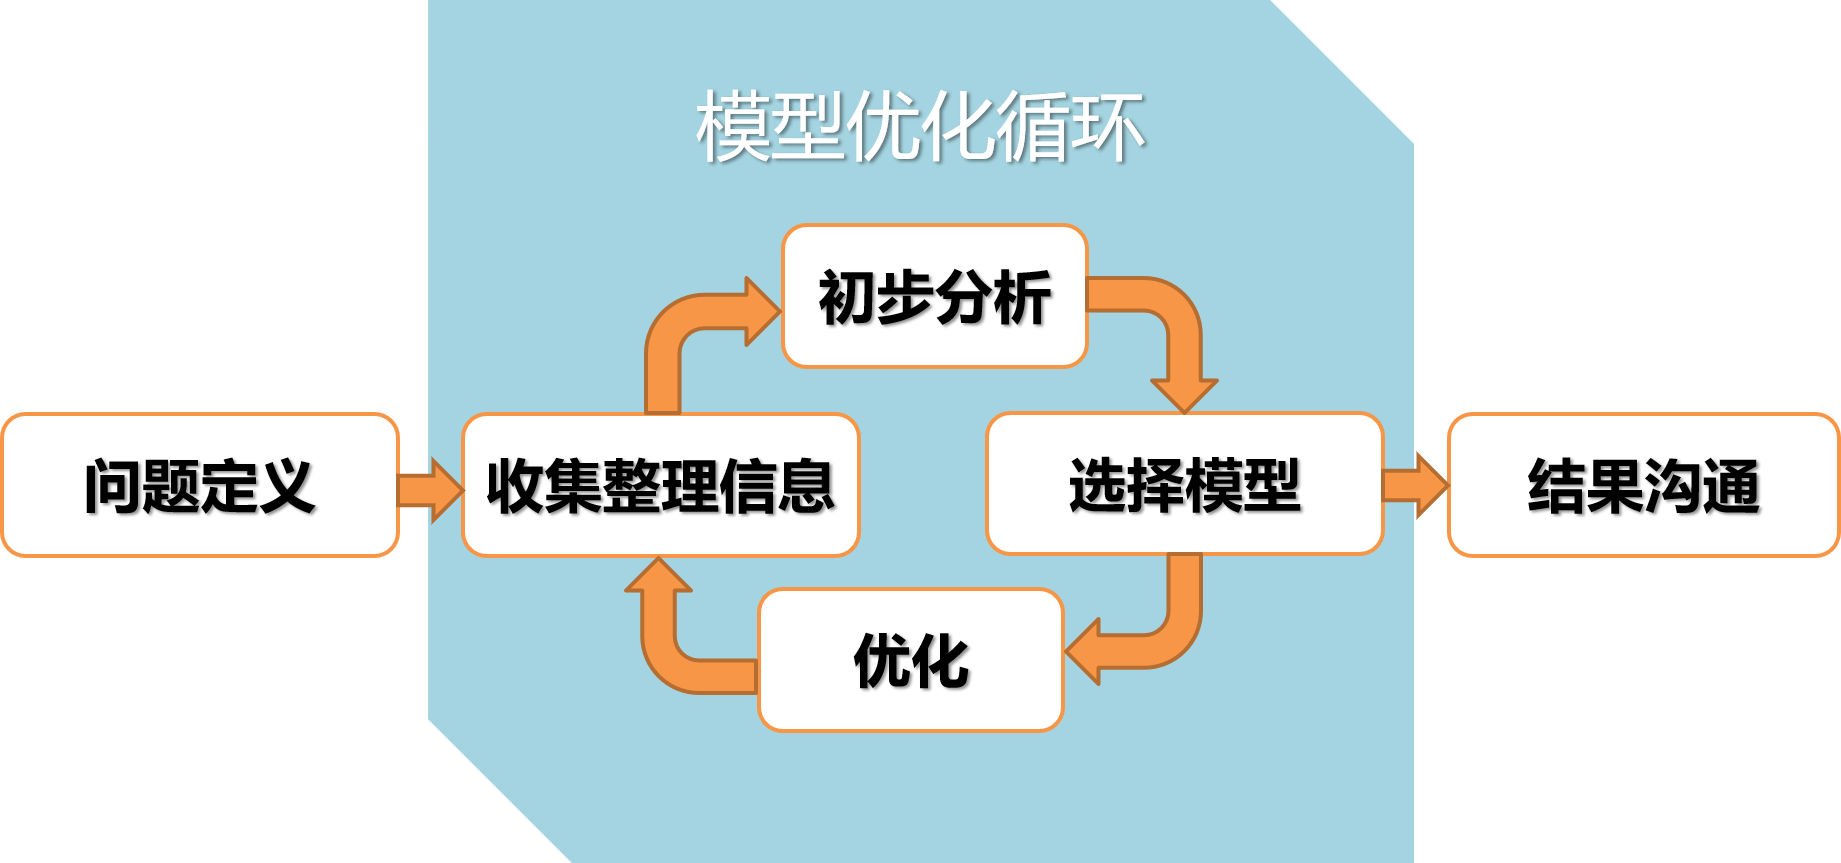 模型优化循环
初步分析
问题定义
收集整理信息
选择模型
结果沟通
优化